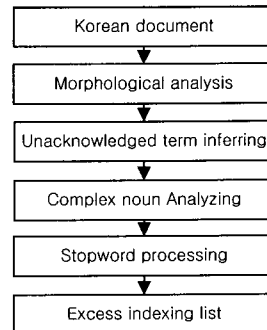 Korean document
Morphological analysis
Unacknowledged term inferring
Complex noun Analyzing
Stopword processing
Excess indexing list